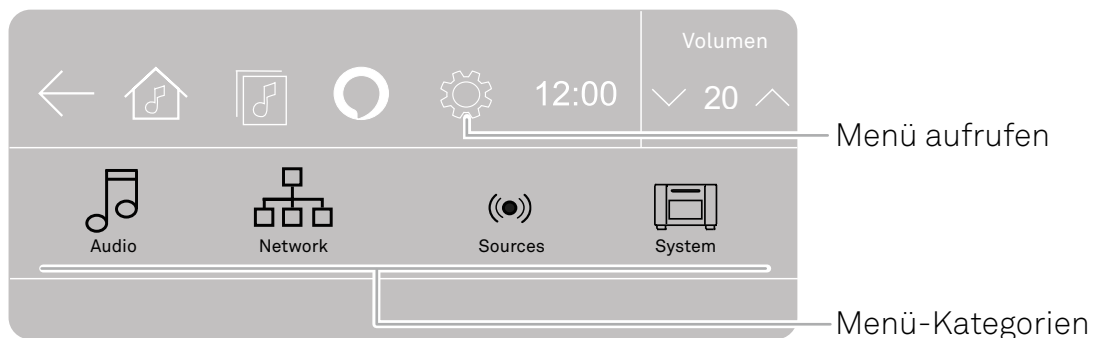 Volumen
12:00
20
Menü aufrufen
Audio
Network
Sources
System
Menü-Kategorien